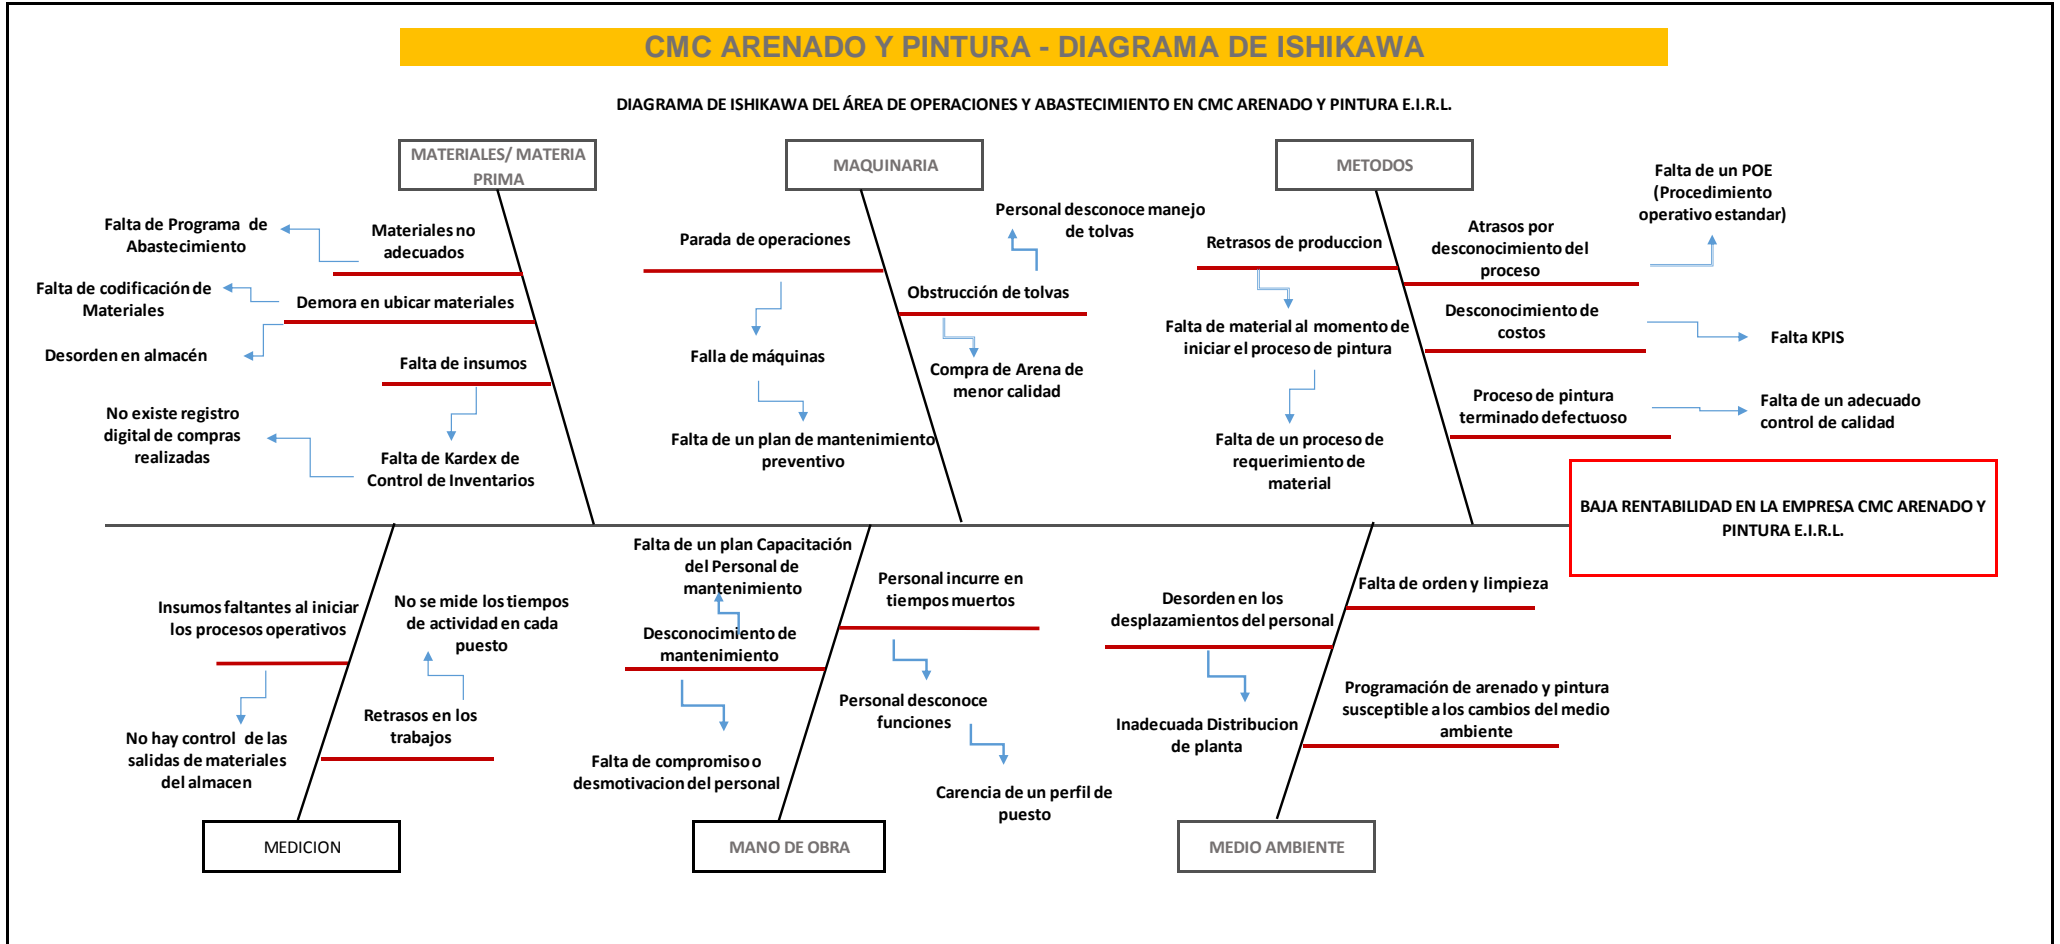 CMC ARENADO Y PINTURA - DIAGRAMA DE ISHIKAWA
DIAGRAMA DE ISHIKAWA DEL ÁREA DE OPERACIONES Y ABASTECIMIENTO EN CMC ARENADO Y PINTURA E.I.R.L.
MATERIALES/ MATERIA
PRIMA
Falta de Programa de
Abastecimiento
Materiales no
adecuados
Falta de codificación de
Materiales
Demora en ubicar materiales
Desorden en almacén
Falta de insumos
No existe registro
digital de compras
realizadas
Falta de Kardex de
Control de Inventarios
MAQUINARIA
Parada de operaciones
Personal desconoce manejo
de tolvas
Obstrucción de tolvas
Falla de máquinas
Compra de Arena de
menor calidad
Falta de un plan de mantenimiento
preventivo
METODOS
Retrasos de produccion
Atrasos por
desconocimiento del
proceso
Falta de un POE
(Procedimiento
operativo estandar)
Falta de material al momento de
iniciar el proceso de pintura
Desconocimiento de
costos
Falta KPIS
Proceso de pintura
terminado defectuoso
Falta de un adecuado
control de calidad
Falta de un proceso de
requerimiento de
material
BAJA RENTABILIDAD EN LA EMPRESA CMC ARENADO Y
PINTURA E.I.R.L.
Insumos faltantes al iniciar
los procesos operativos
No se mide los tiempos
de actividad en cada
puesto
Retrasos en los
trabajos
No hay control de las
salidas de materiales
del almacen
MEDICION
Falta de un plan Capacitación
del Personal de
mantenimiento
Personal incurre en
tiempos muertos
Desconocimiento de
mantenimiento
Personal desconoce
funciones
Falta de compromiso o
desmotivacion del personal
Carencia de un perfil de
puesto
MANO DE OBRA
Desorden en los
desplazamientos del personal
Falta de orden y limpieza
Inadecuada Distribucion
de planta
Programación de arenado y pintura
susceptible a los cambios del medio
ambiente
MEDIO AMBIENTE